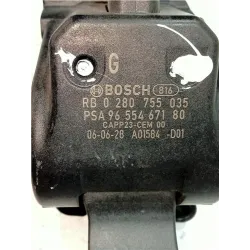 G
BOSCH 816
RB 0 280 755 035
PSA 96 554 671 80
CAPP23-CEM 00
06-06-28 A01584 -D01